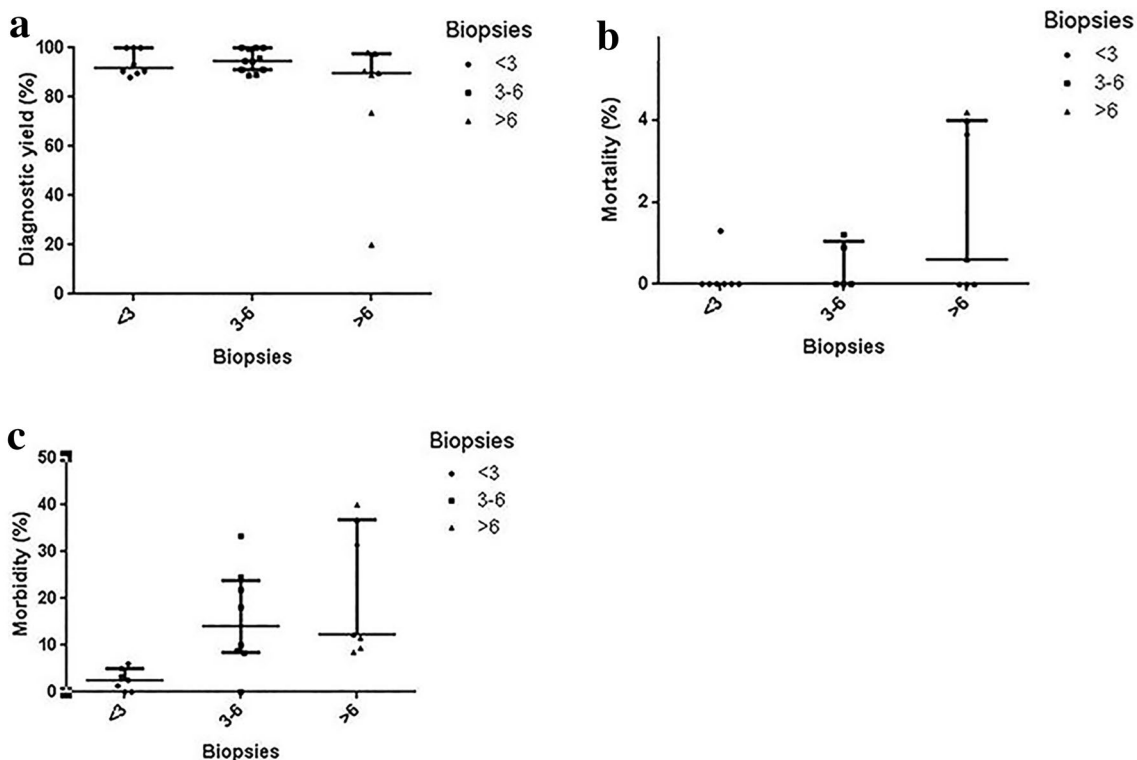 a
Biopsies
<3
3-6
>6
Diagnostic yield (%)
100
80
60
40
20
0
<3
3-6
>6
Biopsies
b
Biopsies
<3
3-6
>6
Mortality (%)
4
2
0
<3
3-6
>6
Biopsies
c
Biopsies
<3
3-6
>6
Morbidity (%)
50
40
30
20
10
0
<3
3-6
>6
Biopsies